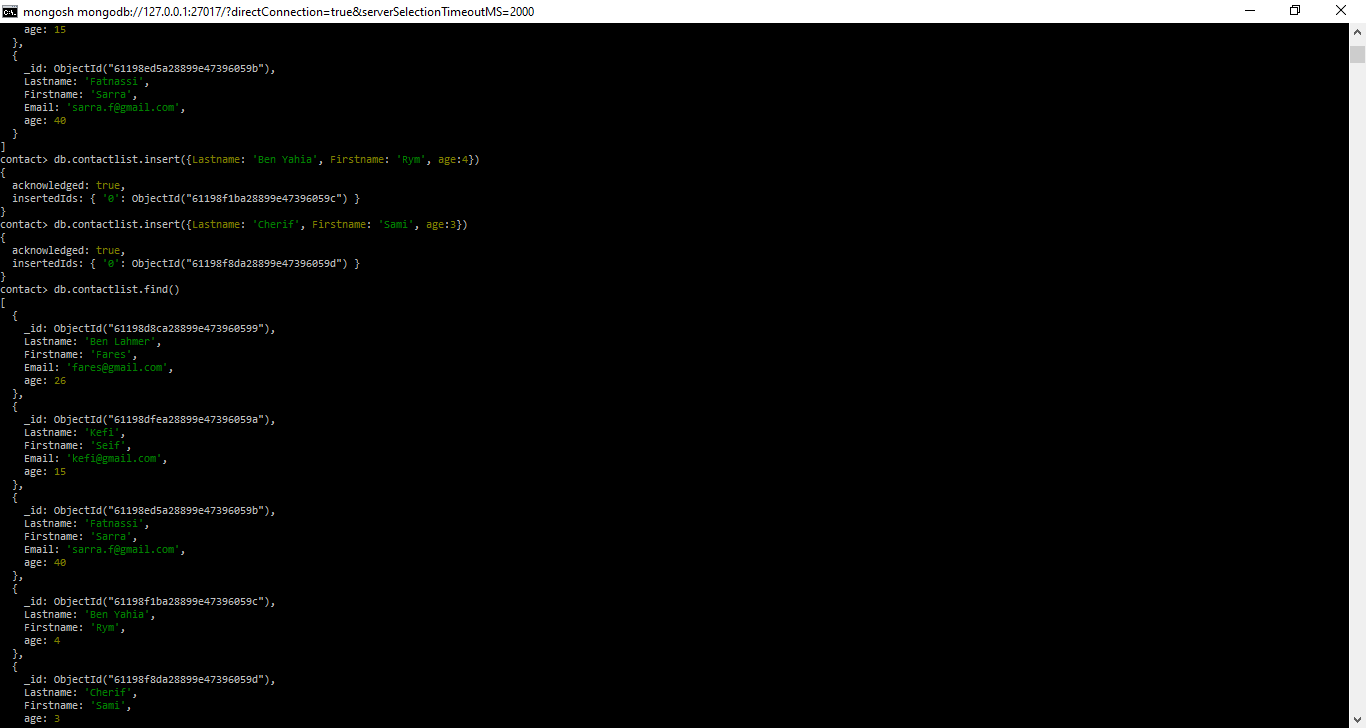 mongosh mongodb://127.0.0.1:27017/?directConnection=true&serverSelectionTimeoutMS=2000
age: 15
},
{
_id: ObjectId("61198ed5a28899e47396059b"),
Lastname: 'Fatnassi',
Firstname: 'Sarra',
Email: 'sarra.f@gmail.com',
age: 40
}
]
contact> db.contactlist.insert({Lastname: 'Ben Yahia', Firstname: 'Rym', age:4})
{
acknowledged: true,
insertedIds: { '0': ObjectId("61198f1ba28899e47396059c") }
}
contact> db.contactlist.insert({Lastname: 'Cherif', Firstname: 'Sami', age:3})
{
acknowledged: true,
insertedIds: { '0': ObjectId("61198f8da28899e47396059d") }
}
contact> db.contactlist.find()
[
{
_id: ObjectId("61198d8ca28899e473960599"),
Lastname: 'Ben Lahmer',
Firstname: 'Fares',
Email: 'fares@gmail.com',
age: 26
},
{
_id: ObjectId("61198dfea28899e47396059a"),
Lastname: 'Kefi',
Firstname: 'Seif',
Email: 'kefi@gmail.com',
age: 15
},
{
_id: ObjectId("61198ed5a28899e47396059b"),
Lastname: 'Fatnassi',
Firstname: 'Sarra',
Email: 'sarra.f@gmail.com',
age: 40
},
{
_id: ObjectId("61198f1ba28899e47396059c"),
Lastname: 'Ben Yahia',
Firstname: 'Rym',
age: 4
},
{
_id: ObjectId("61198f8da28899e47396059d"),
Lastname: 'Cherif',
Firstname: 'Sami',
age: 3